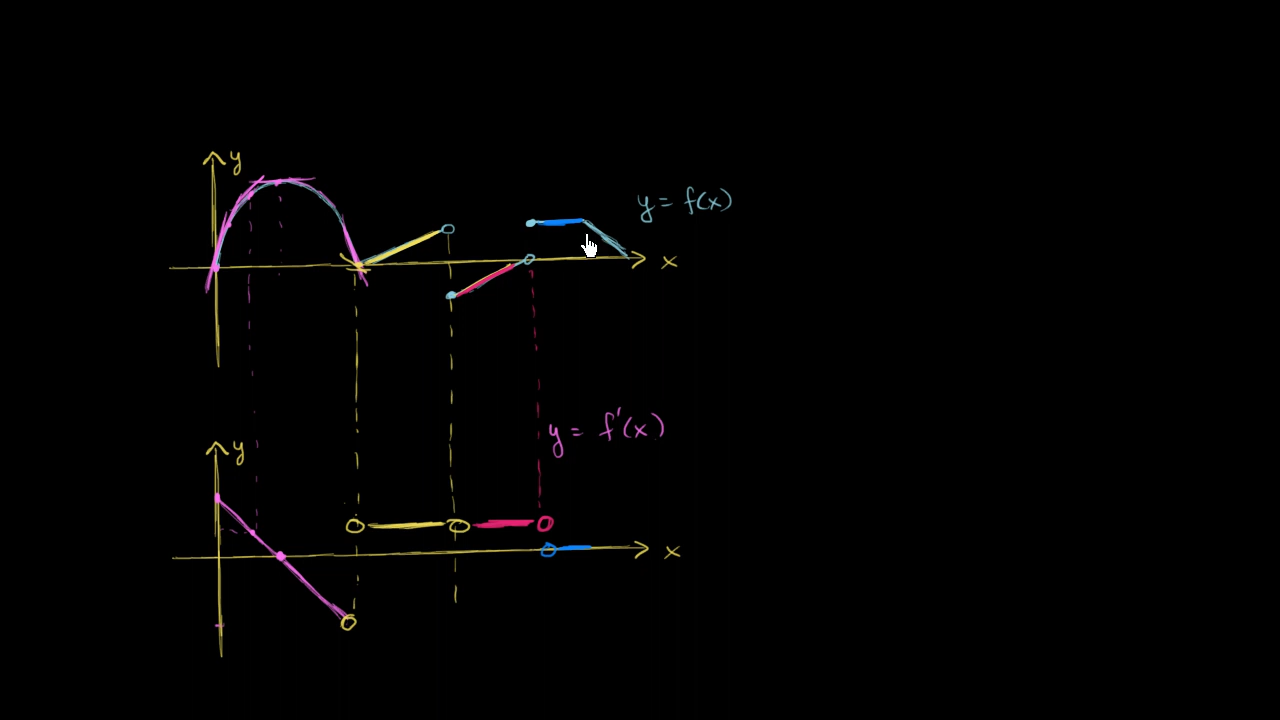 y
y = f(x)
x
y = f'(x)
y
x